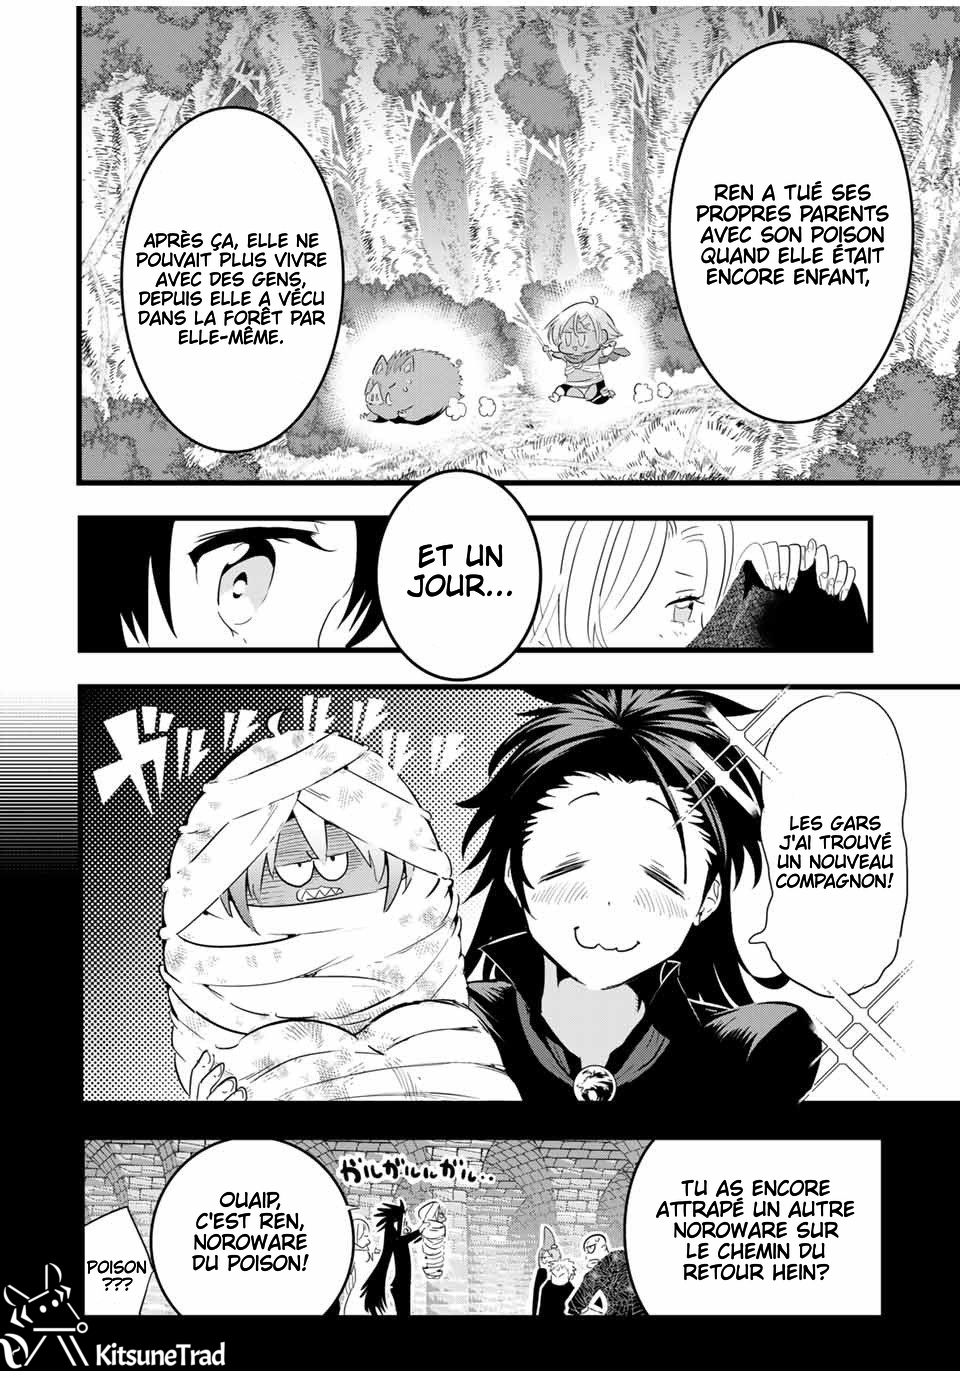 REN A TUÉ SES
PROPRES PARENTS
AVEC SON POISON
QUAND ELLE ÉTAIT
ENCORE ENFANT,
APRÈS ÇA, ELLE NE
POUVAIT PLUS VIVRE
AVEC DES GENS,
DEPUIS ELLE A VÉCU
DANS LA FORÊT PAR
ELLE-MÊME.
ET UN
JOUR...
LES GARS
J'AI TROUVÉ
UN NOUVEAU
COMPAGNON!
ガルルルルル
TU AS ENCORE
ATTRAPÉ UN AUTRE
NOROWARE SUR
LE CHEMIN DU
RETOUR HEIN?
ガルガルルガル..
OUAIP,
C'EST REN,
NOROWARE
DU POISON!
POISON
???
KitsuneTrad